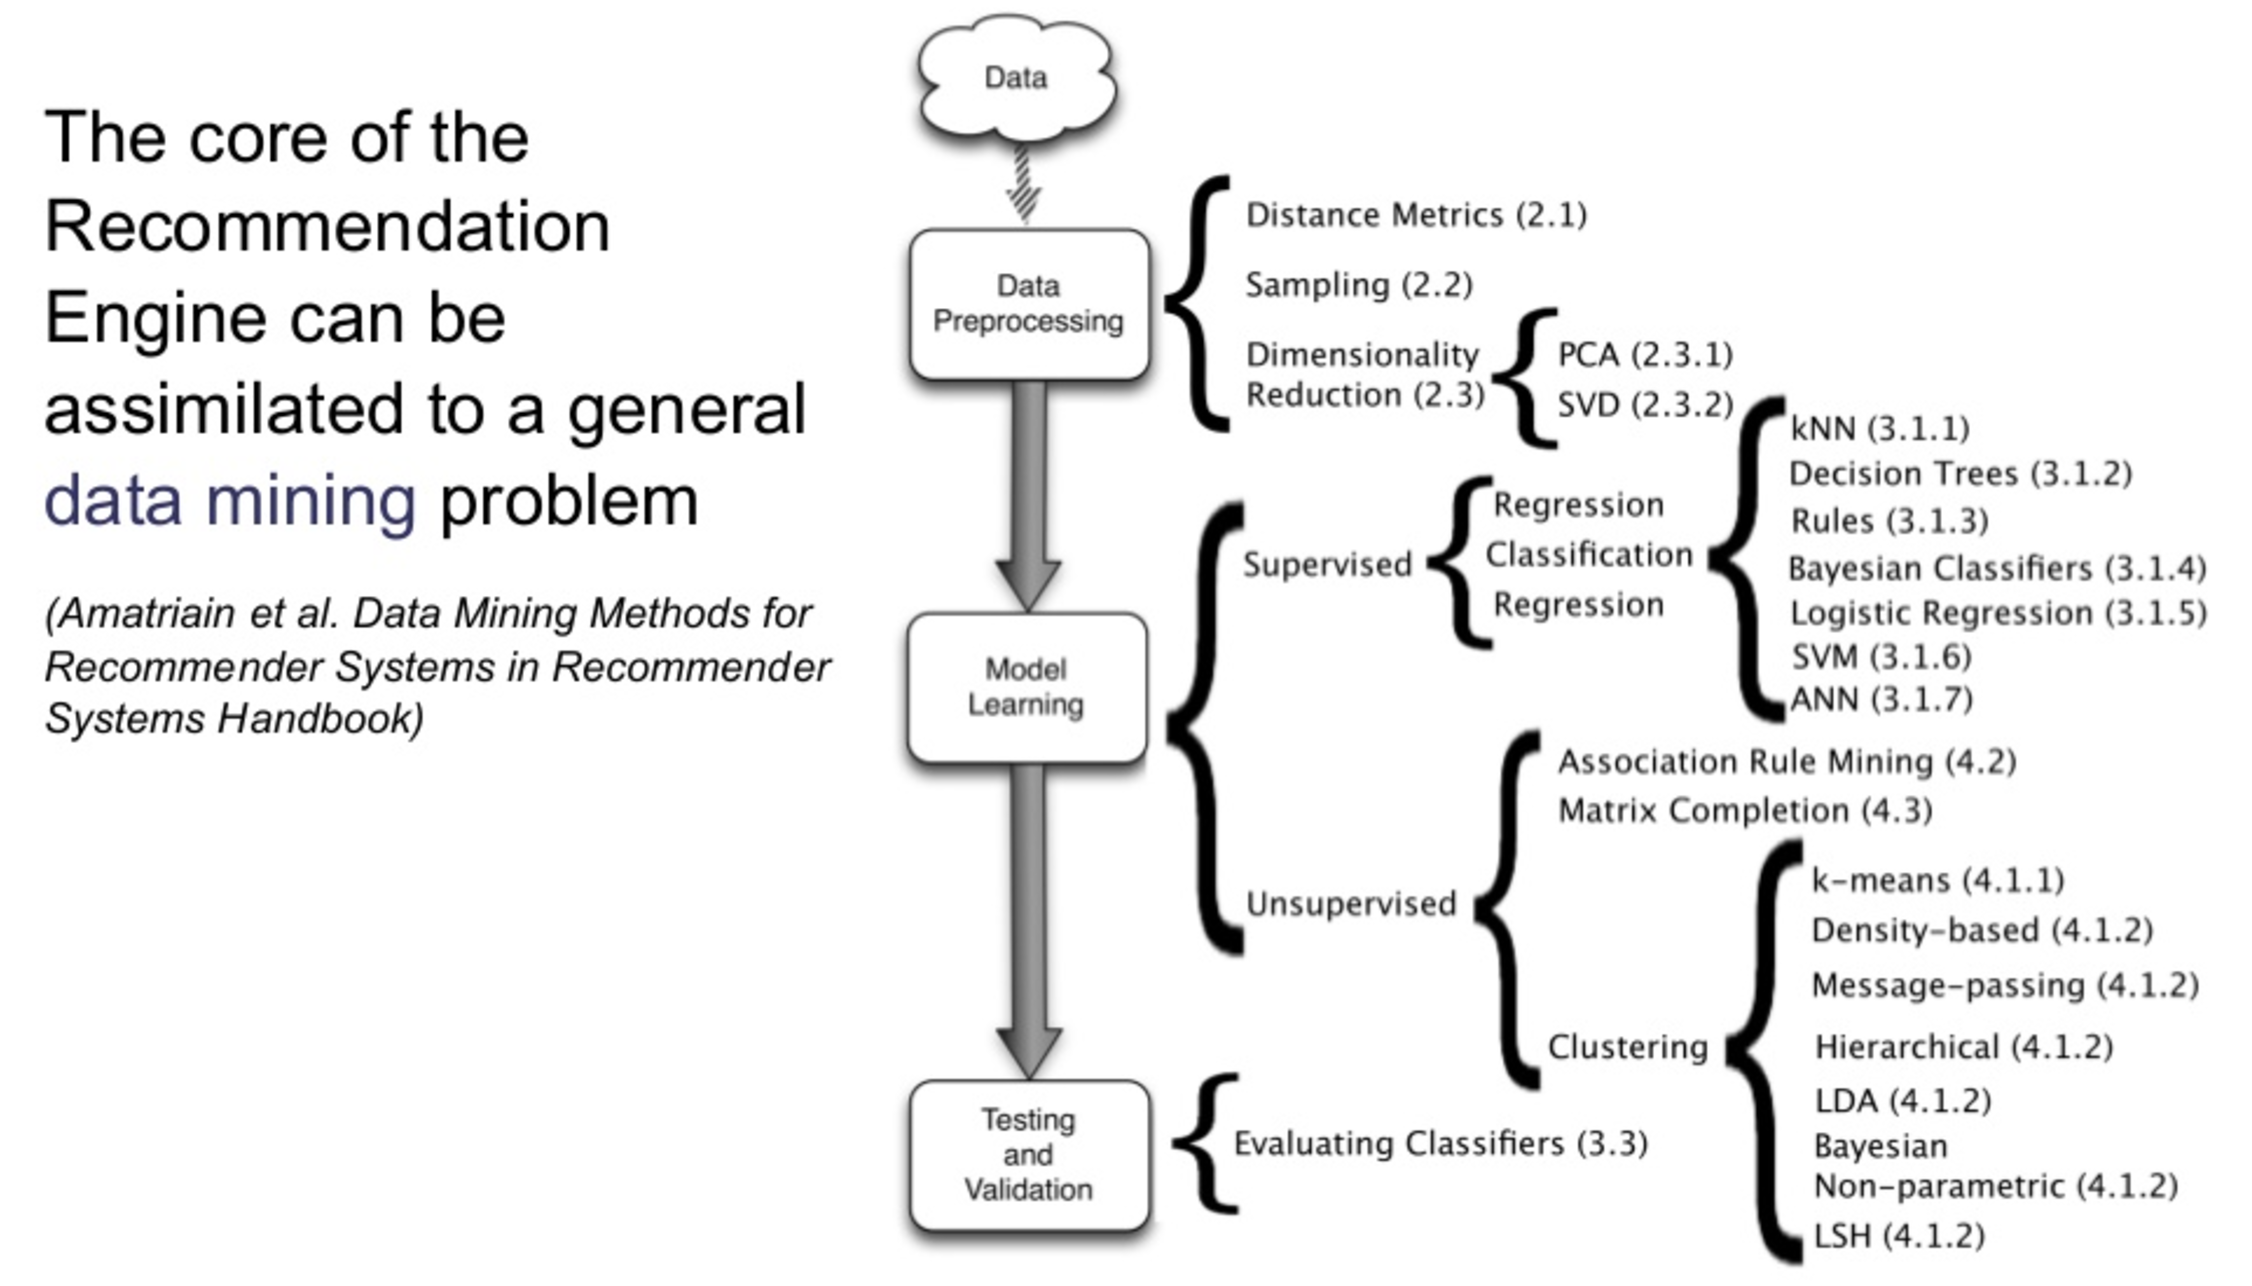 The core of the
Recommendation
Engine can be
assimilated to a general
data mining problem
(Amatriain et al. Data Mining Methods for
Recommender Systems in Recommender
Systems Handbook)
Data
Data
Preprocessing
Distance Metrics (2.1)
Sampling (2.2)
Dimensionality
Reduction (2.3)
PCA (2.3.1)
SVD (2.3.2)
Model
Learning
Supervised
Regression
Classification
Regression
kNN (3.1.1)
Decision Trees (3.1.2)
Rules (3.1.3)
Bayesian Classifiers (3.1.4)
Logistic Regression (3.1.5)
SVM (3.1.6)
ANN (3.1.7)
Unsupervised
Association Rule Mining (4.2)
Matrix Completion (4.3)
Clustering
k-means (4.1.1)
Density-based (4.1.2)
Message-passing (4.1.2)
Hierarchical (4.1.2)
LDA (4.1.2)
Bayesian
Non-parametric (4.1.2)
LSH (4.1.2)
Testing
and
Validation
Evaluating Classifiers (3.3)